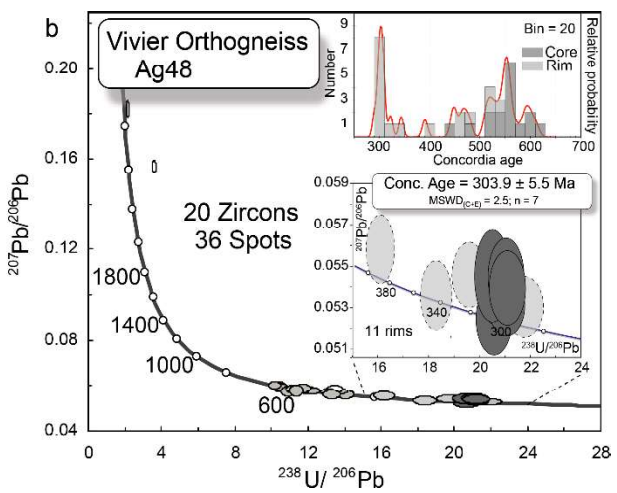 b
Vivier Orthogneiss
Ag48
0.20
0.16
0.12
0.08
0.04
207Pb/206Pb
20 Zircons
36 Spots
1800
1400
1000
600
0 4 8 12 16 20 24 28
238U/ 206Pb
9
7
5
3
1
Number
Bin = 20
Core
Rim
Relative probability
300 400 500 600 700
Concordia age
Conc. Age = 303.9 ± 5.5 Ma
MSWD(C+E) = 2.5; n = 7
0.059
0.057
0.055
0.053
0.051
207Pb/206Pb
380
340
300
11 rims
238U/206Pb
16 18 20 22 24